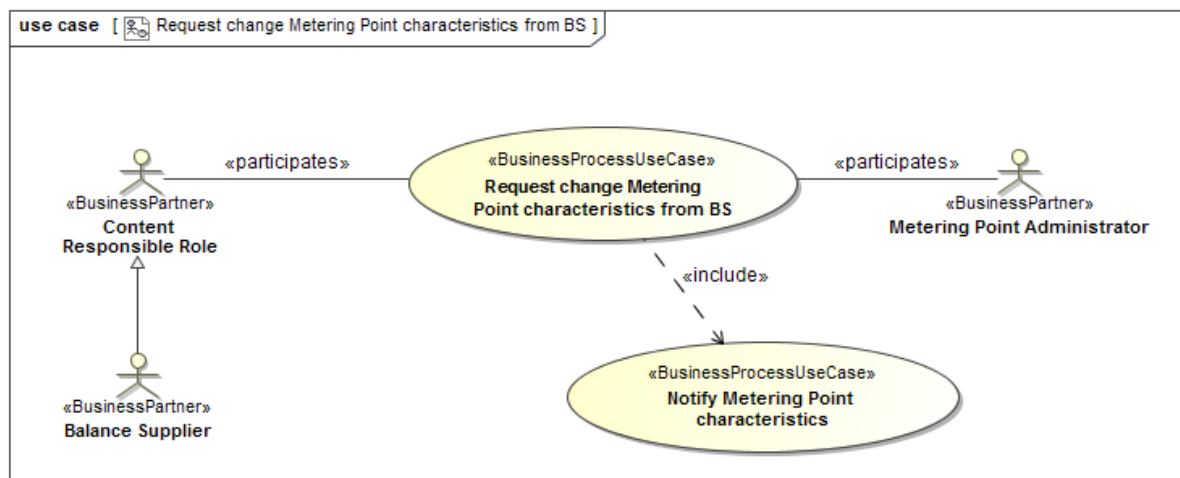 use case [ Request change Metering Point characteristics from BS ]
«participates»
«BusinessProcessUseCase»
Request change Metering
Point characteristics from BS
«participates»
«BusinessPartner»
Content
Responsible Role
«BusinessPartner»
Metering Point Administrator
«include»
«BusinessProcessUseCase»
Notify Metering Point
characteristics
«BusinessPartner»
Balance Supplier